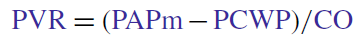 PVR = (PAPm – PCWP)/CO